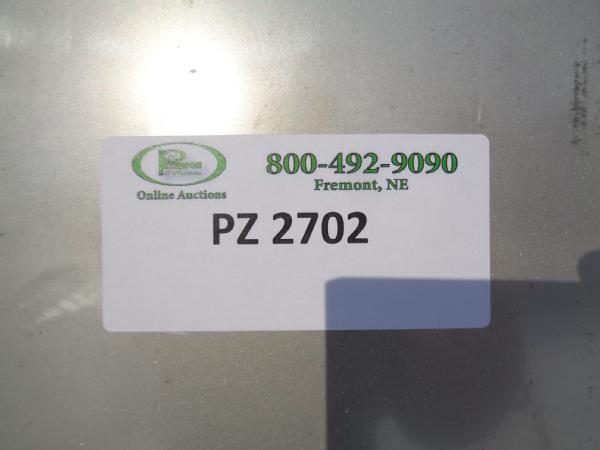 800-492-9090
Fremont, NE
Online Auctions
PZ 2702